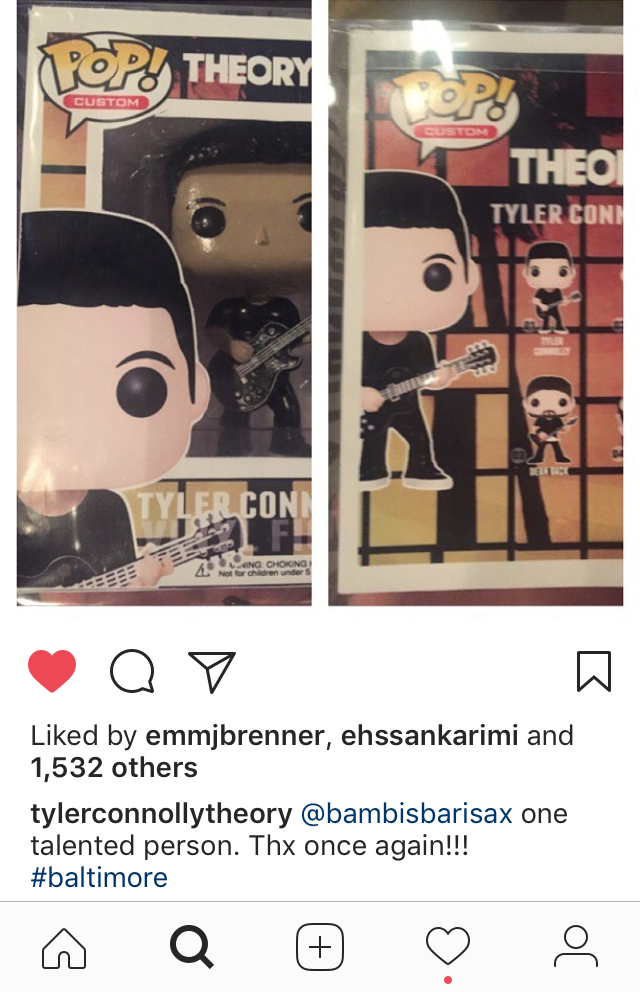 POP!
CUSTOM
THEORY
TYLER CONN
VINYL FI
NING: CHOKING
Not for children under
POP!
CUSTOM
THEO
TYLER CONN
TYLER
CONNOLLY
DEAN BACK
Liked by emmjbrenner, ehssankarimi and
1,532 others
tylerconnollytheory @bambisbarisax one
talented person. Thx once again!!!
#baltimore